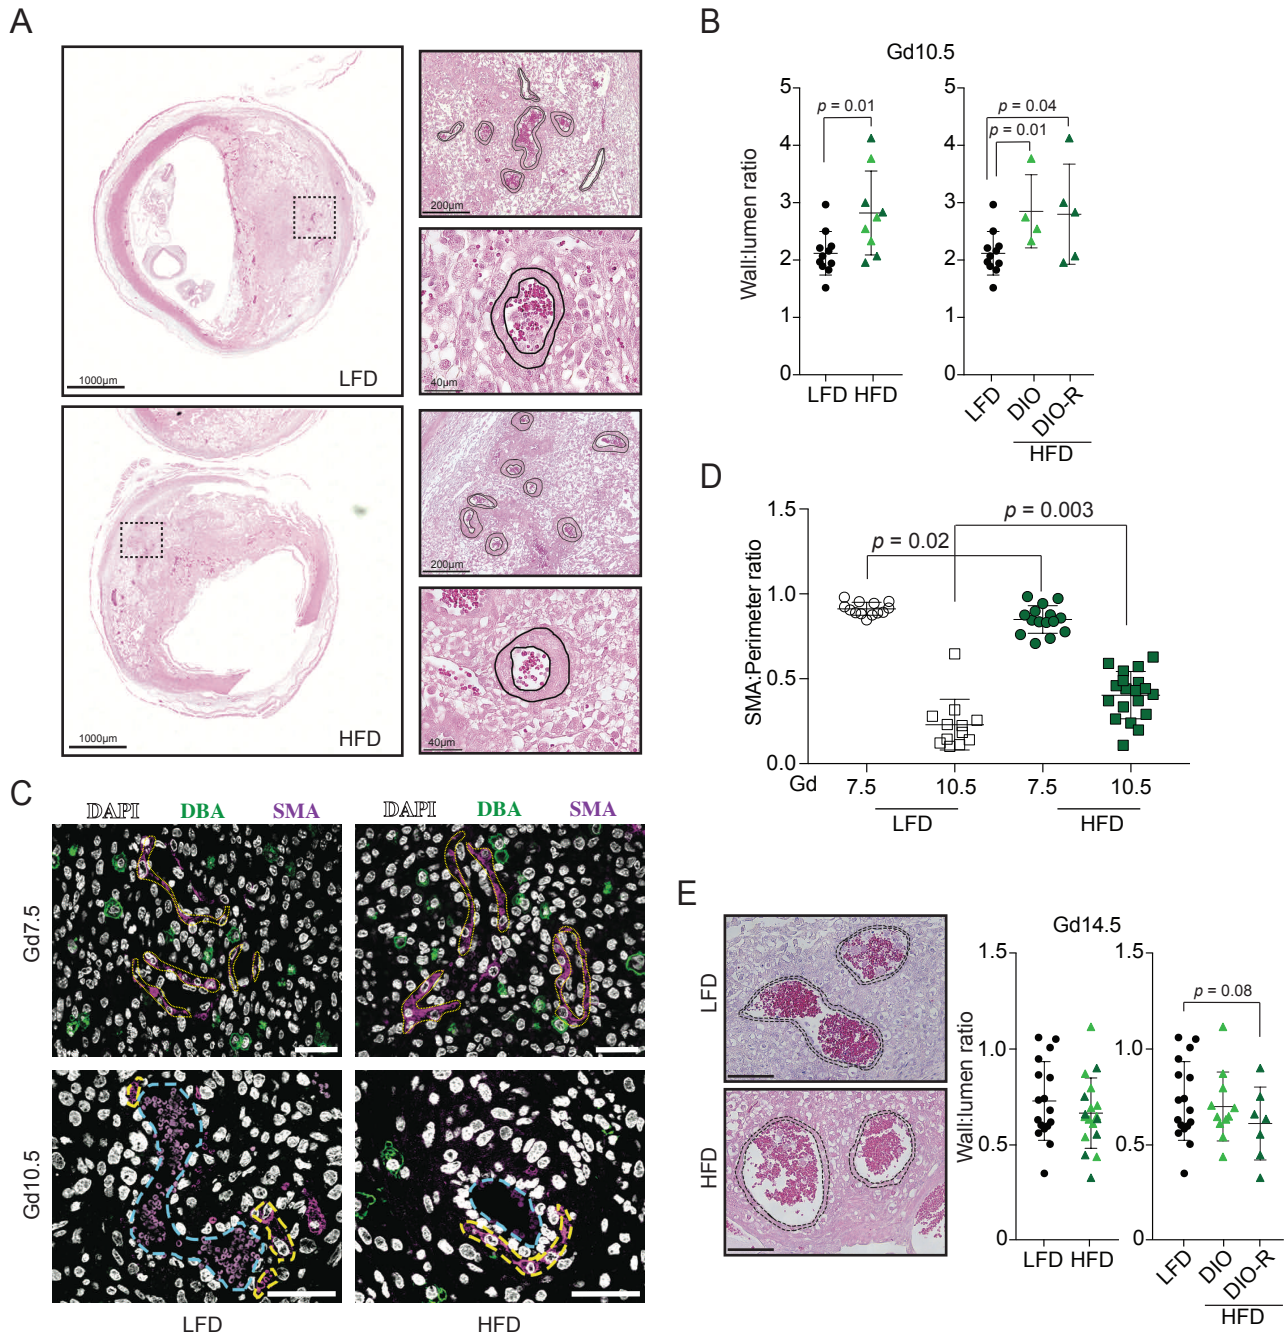 A
1000µm
LFD
200µm
40µm
1000µm
HFD
200µm
40µm
B
Gd10.5
Wall:lumen ratio
5
4
3
2
1
0
p = 0.01
LFD HFD
5
4
3
2
1
0
p = 0.04
p = 0.01
LFD
DIO
DIO-R
HFD
C
DAPI DBA SMA
DAPI DBA SMA
Gd7.5
Gd10.5
LFD
HFD
D
SMA:Perimeter ratio
1.5
1.0
0.5
0.0
p = 0.02
p = 0.003
Gd 7.5 10.5 7.5 10.5
LFD HFD
E
LFD
HFD
Gd14.5
Wall:lumen ratio
1.5
1.0
0.5
0
LFD HFD
1.5
1.0
0.5
0
p = 0.08
LFD
DIO
DIO-R
HFD